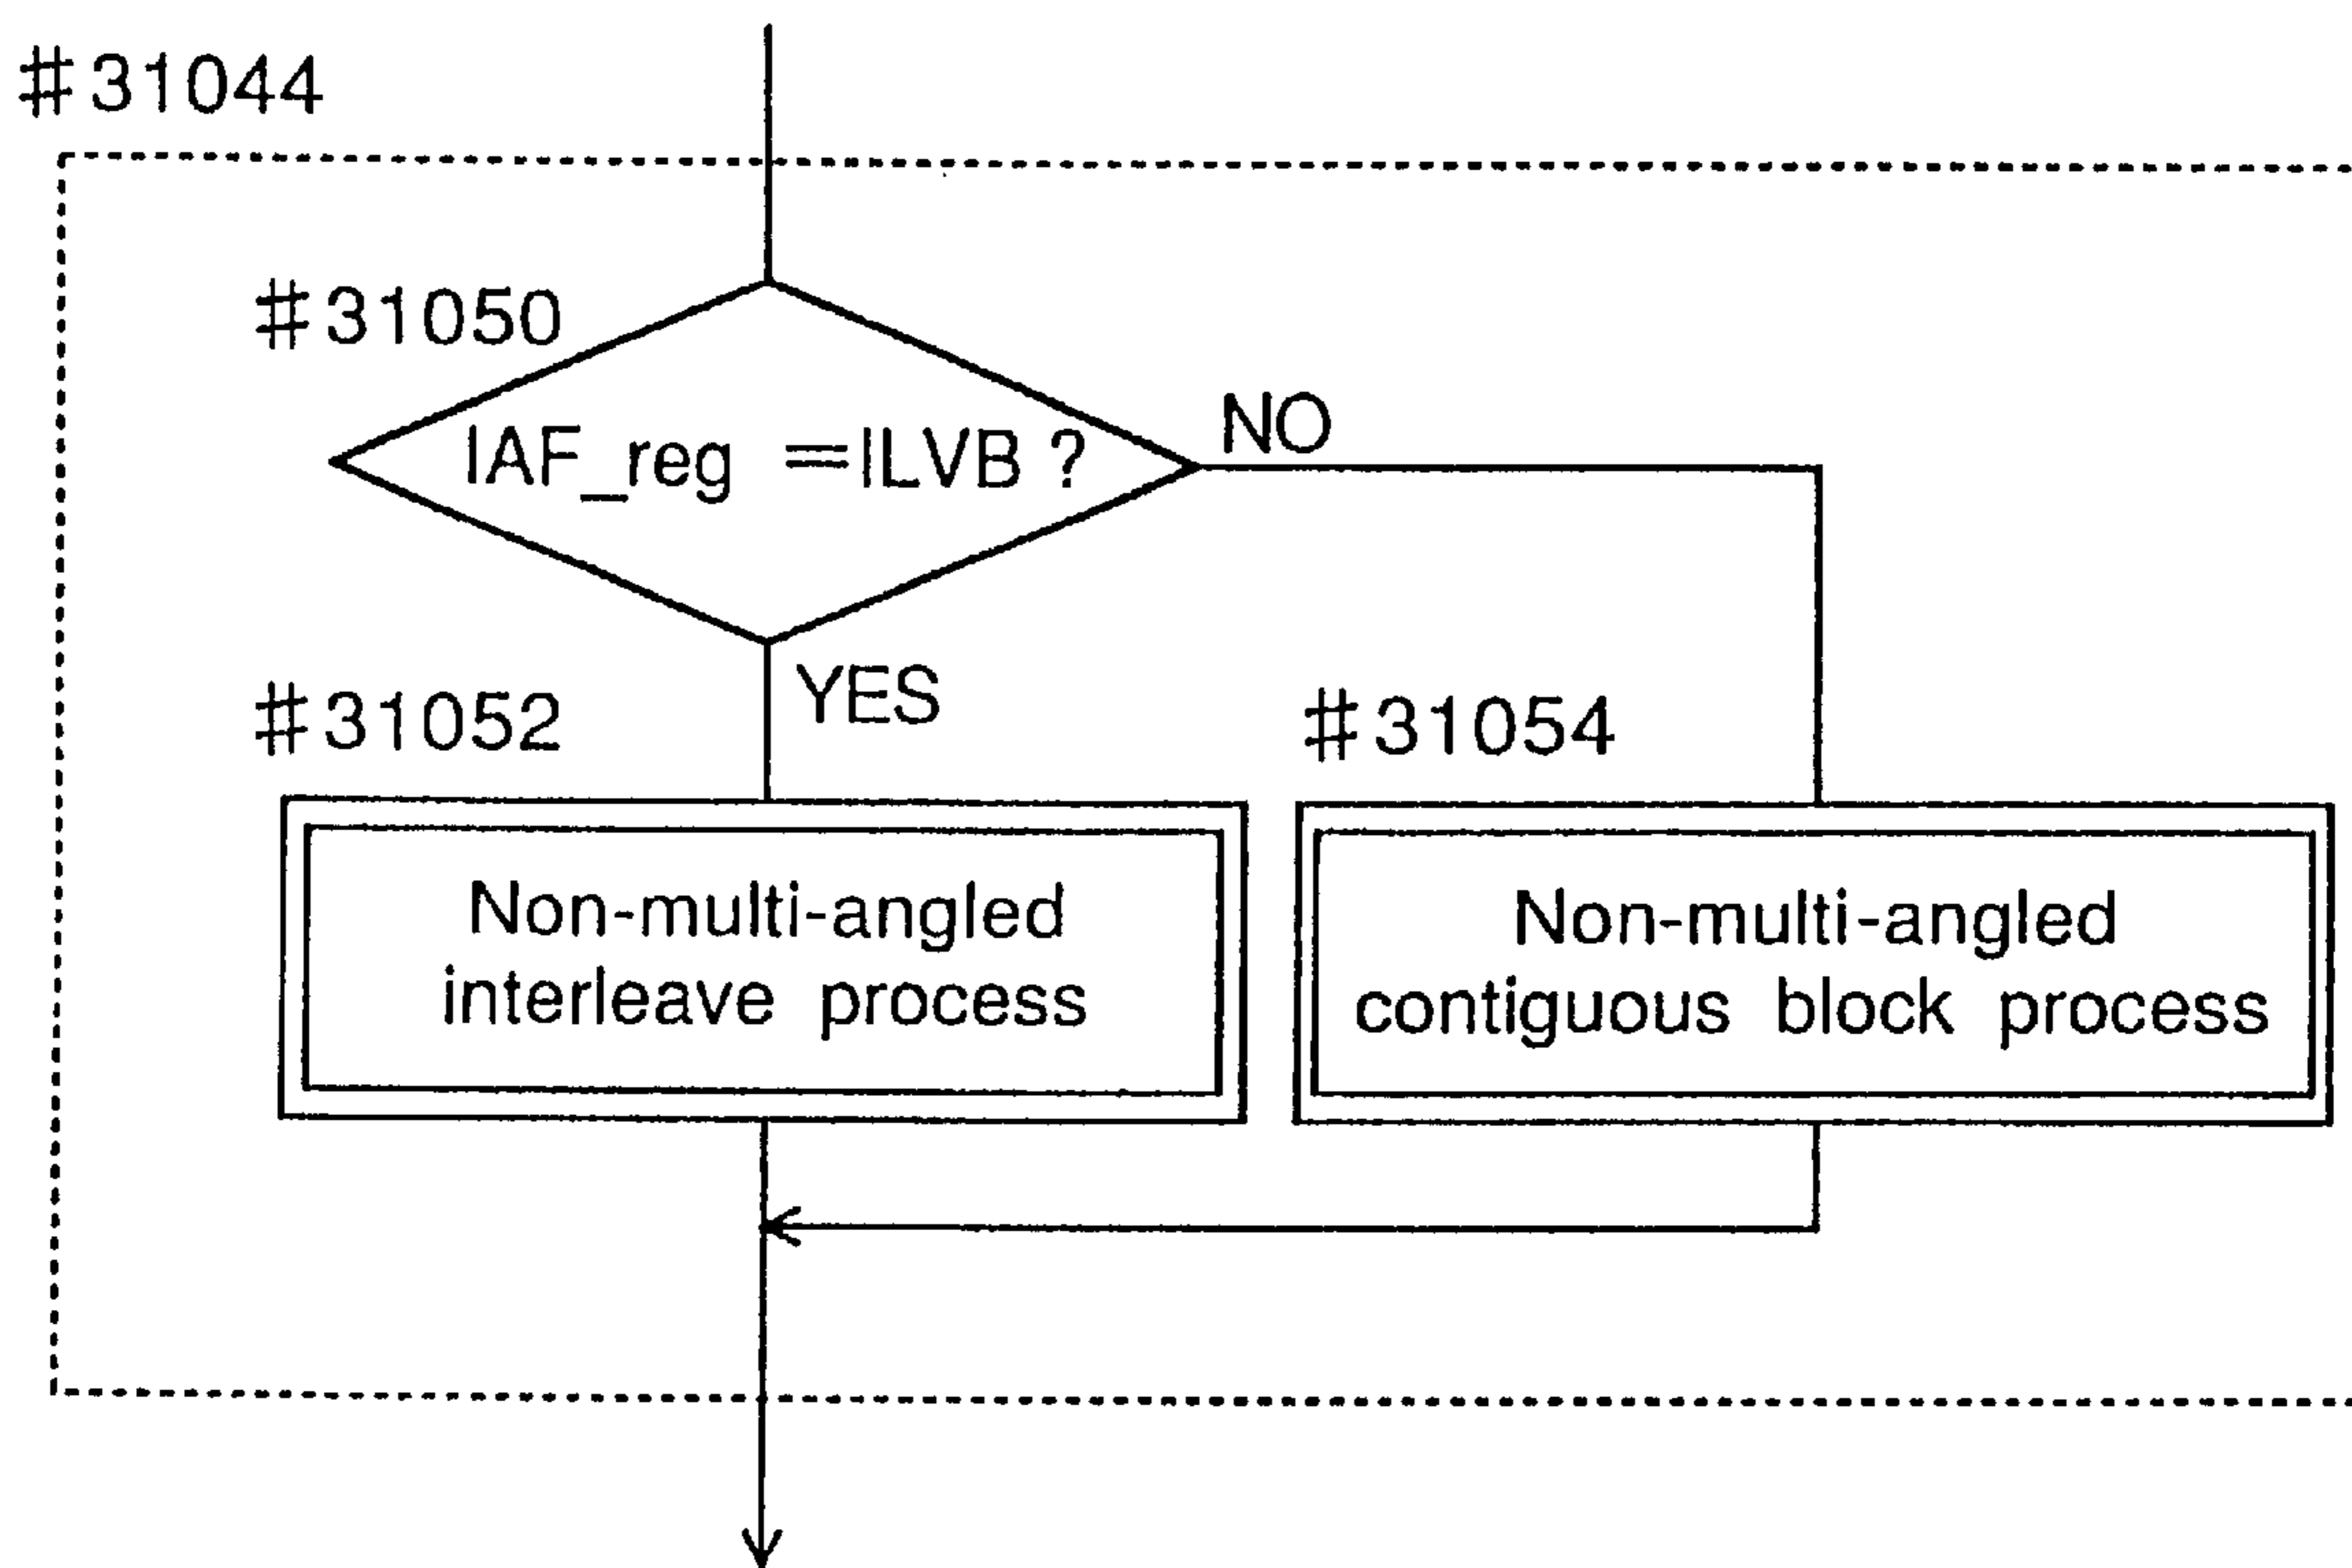 #31044
#31050
IAF_reg ==ILVB ?
NO
YES
#31052
#31054
Non-multi-angled
interleave process
Non-multi-angled
contiguous block process